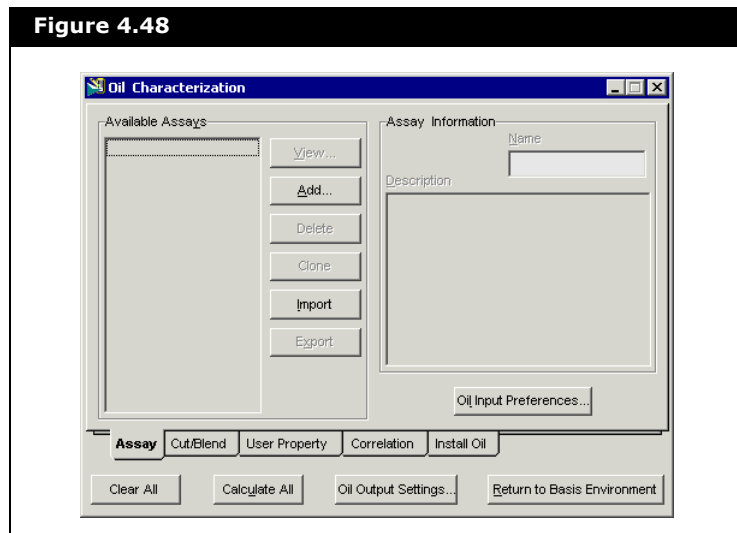 Figure 4.48
Oil Characterization
Available Assays
View...
Add...
Delete
Clone
Import
Export
Assay Information
Name
Description
Oil Input Preferences...
Assay
Cut/Blend
User Property
Correlation
Install Oil
Clear All
Calculate All
Oil Output Settings...
Return to Basis Environment